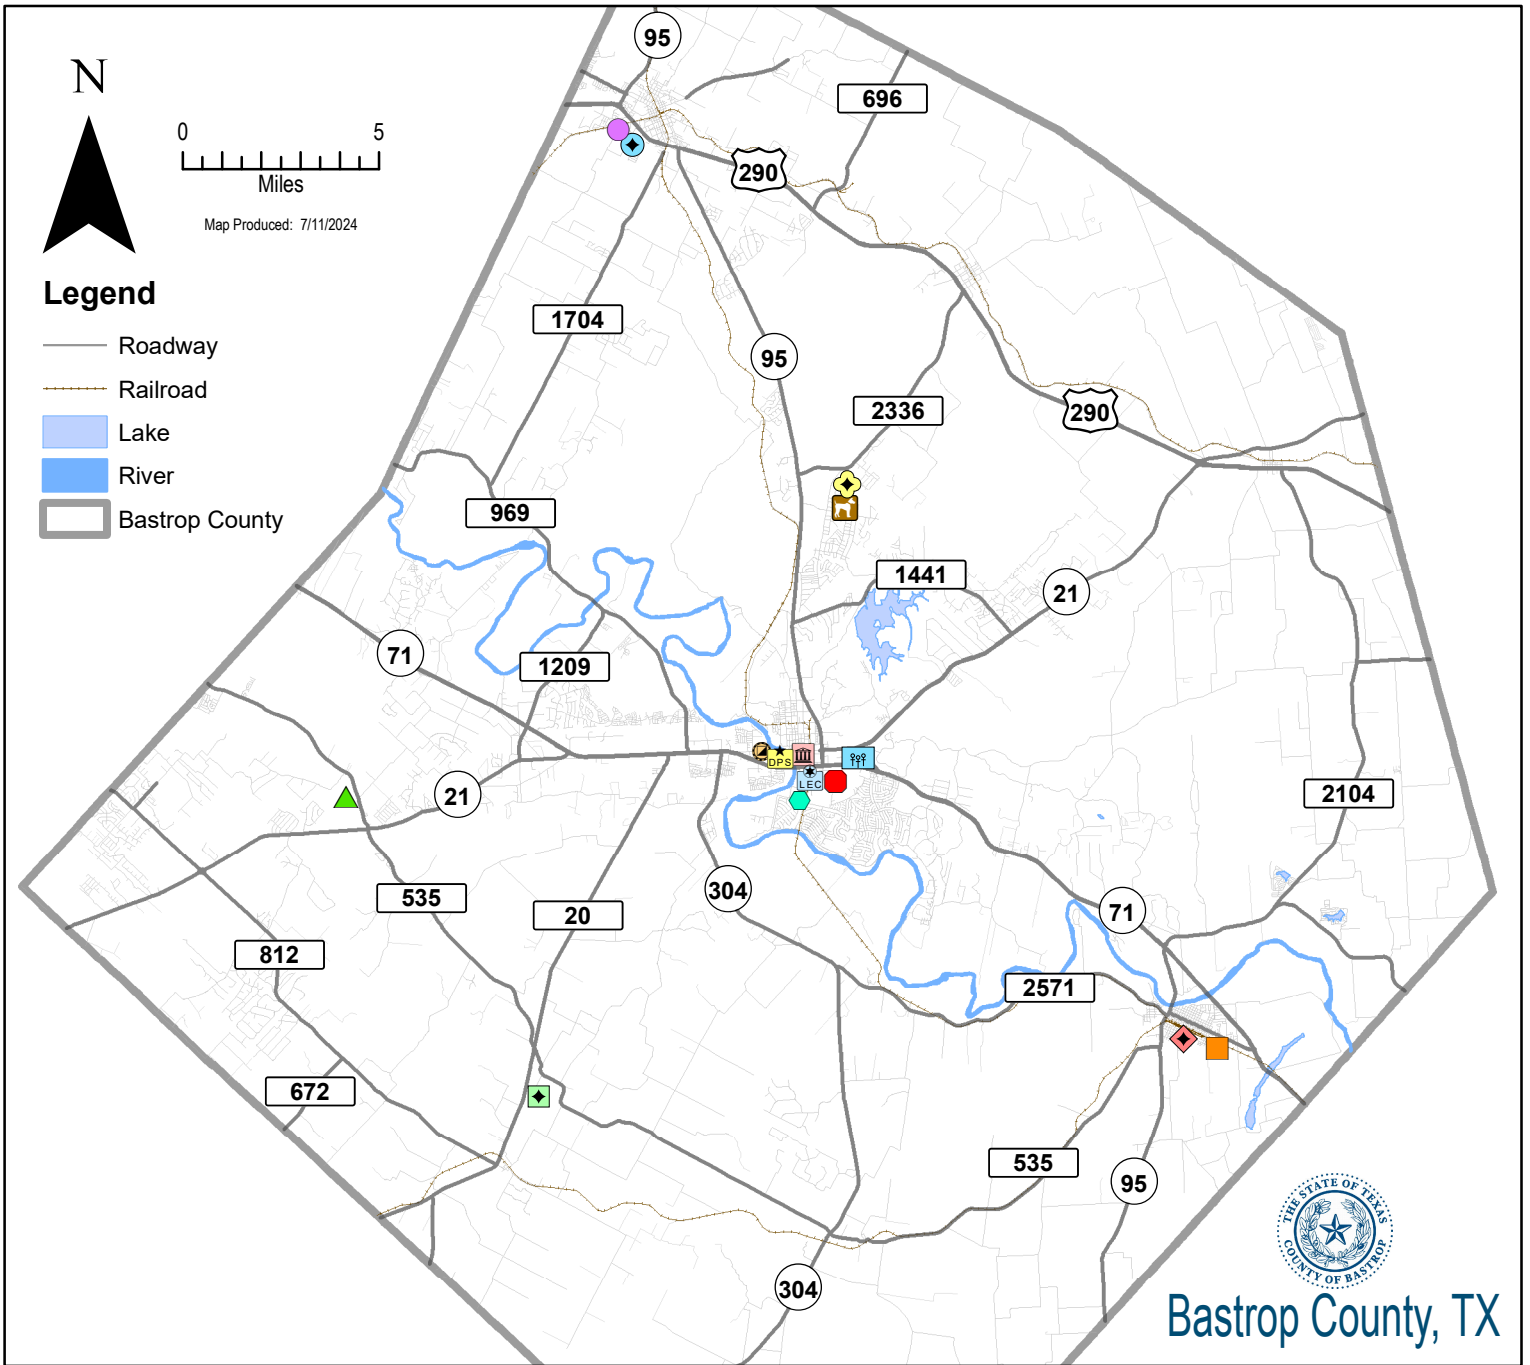 95
696
N
0 5
Miles
290
Map Produced: 7/11/2024
Legend
Roadway
Railroad
Lake
River
Bastrop County
1704
95
2336
290
969
1441
21
71
1209
DPS
LEC
21
2104
535
20
304
71
812
2571
672
535
95
304
THE STATE OF TEXAS
COUNTY OF BASTROP
Bastrop County, TX